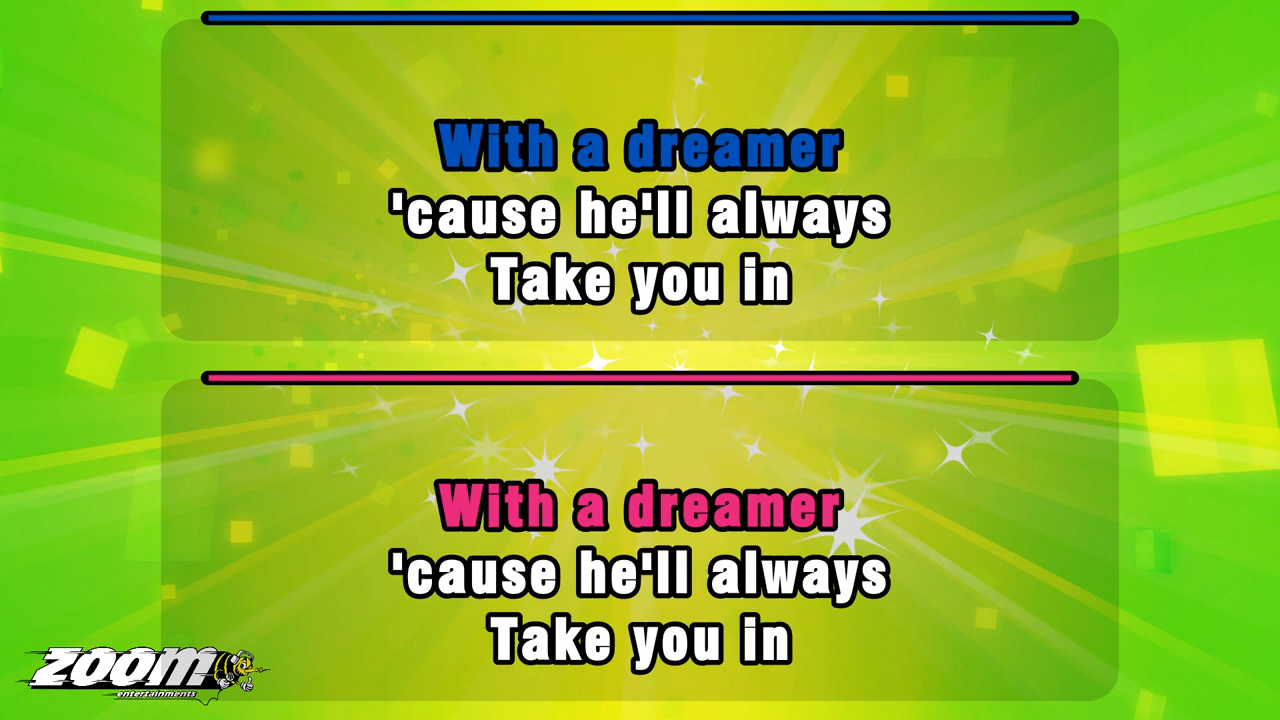 With a dreamer
'cause he'll always
Take you in
With a dreamer
'cause he'll always
Take you in
ZOOM
entertainments